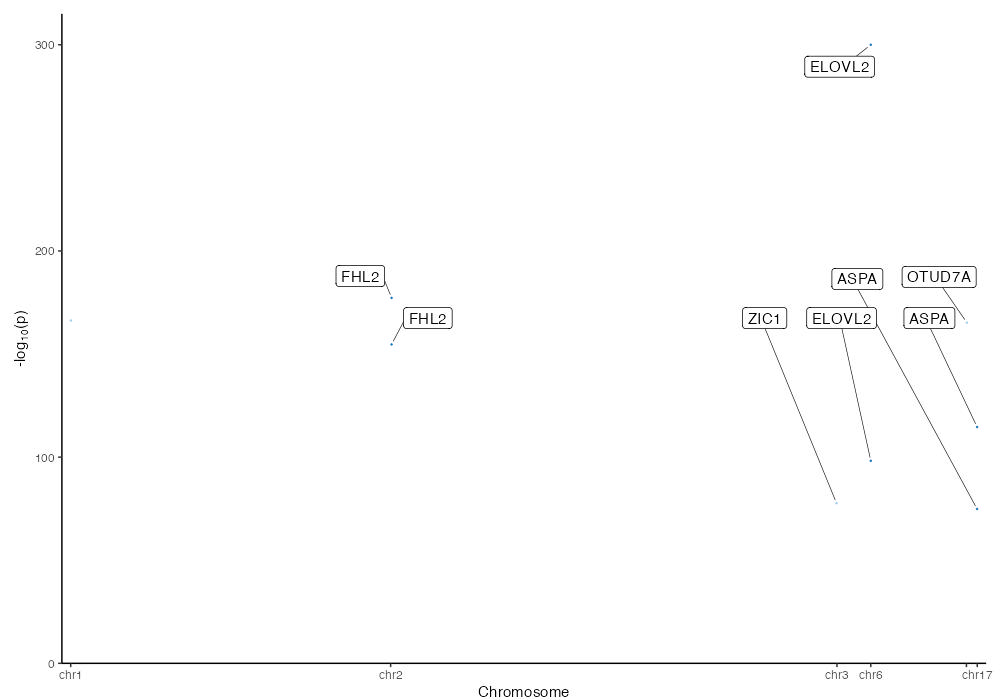 300
ELOVL2
200
FHL2
ASPA
OTUD7A
FHL2
ZIC1
ELOVL2
ASPA
-log10(p)
100
0
chr1
chr2
chr3
chr6
chr17
Chromosome